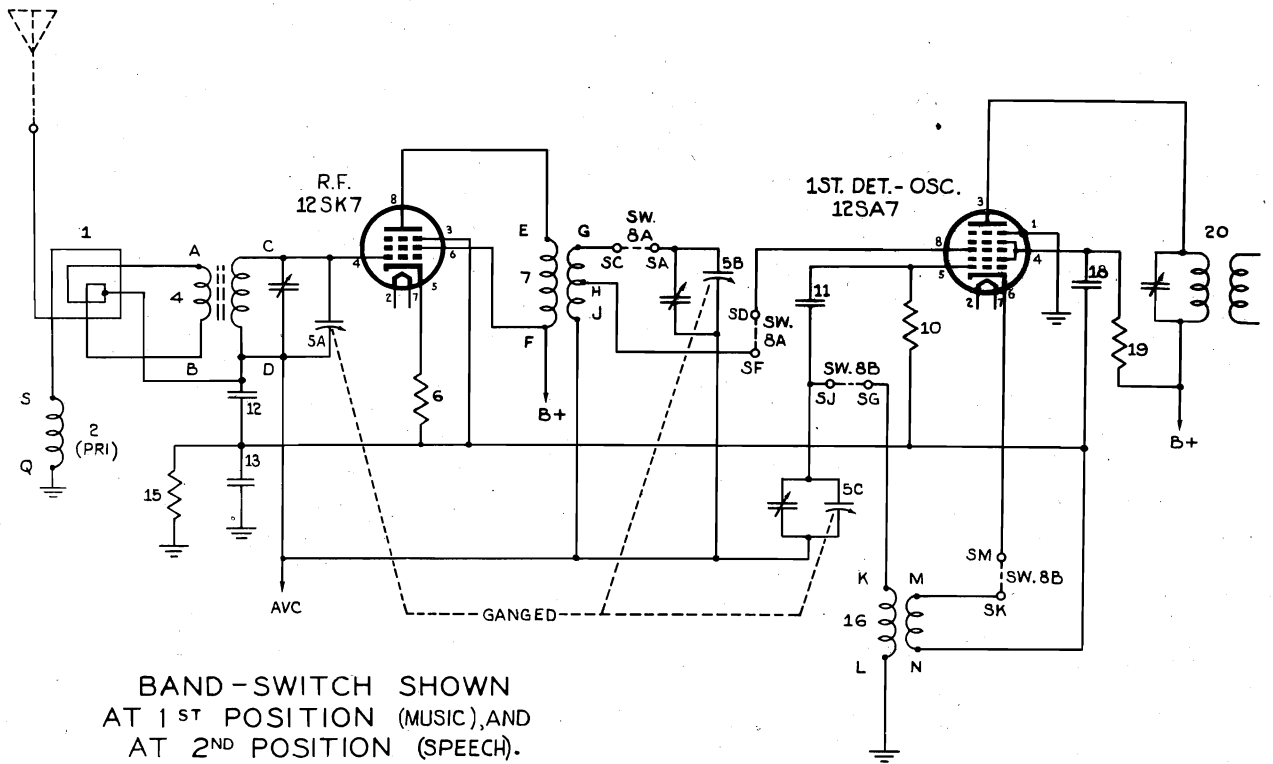 R.F.
12SK7
8
3
6
4
5
2
7
1
A
C
4
B
D
5A
12
13
15
S
2
(PRI)
Q
6
AVC
E
7
F
B+
G
H
J
SW.
8A
SC
SA
5B
GANGED
1ST. DET.- OSC.
12SA7
3
1
8
4
5
2
7
6
SD
SW.
8A
SF
11
10
SW. 8B
SJ
SG
5C
18
19
20
B+
SM
SW. 8B
SK
K
M
16
L
N
BAND-SWITCH SHOWN
AT 1ST POSITION (MUSIC), AND
AT 2ND POSITION (SPEECH).